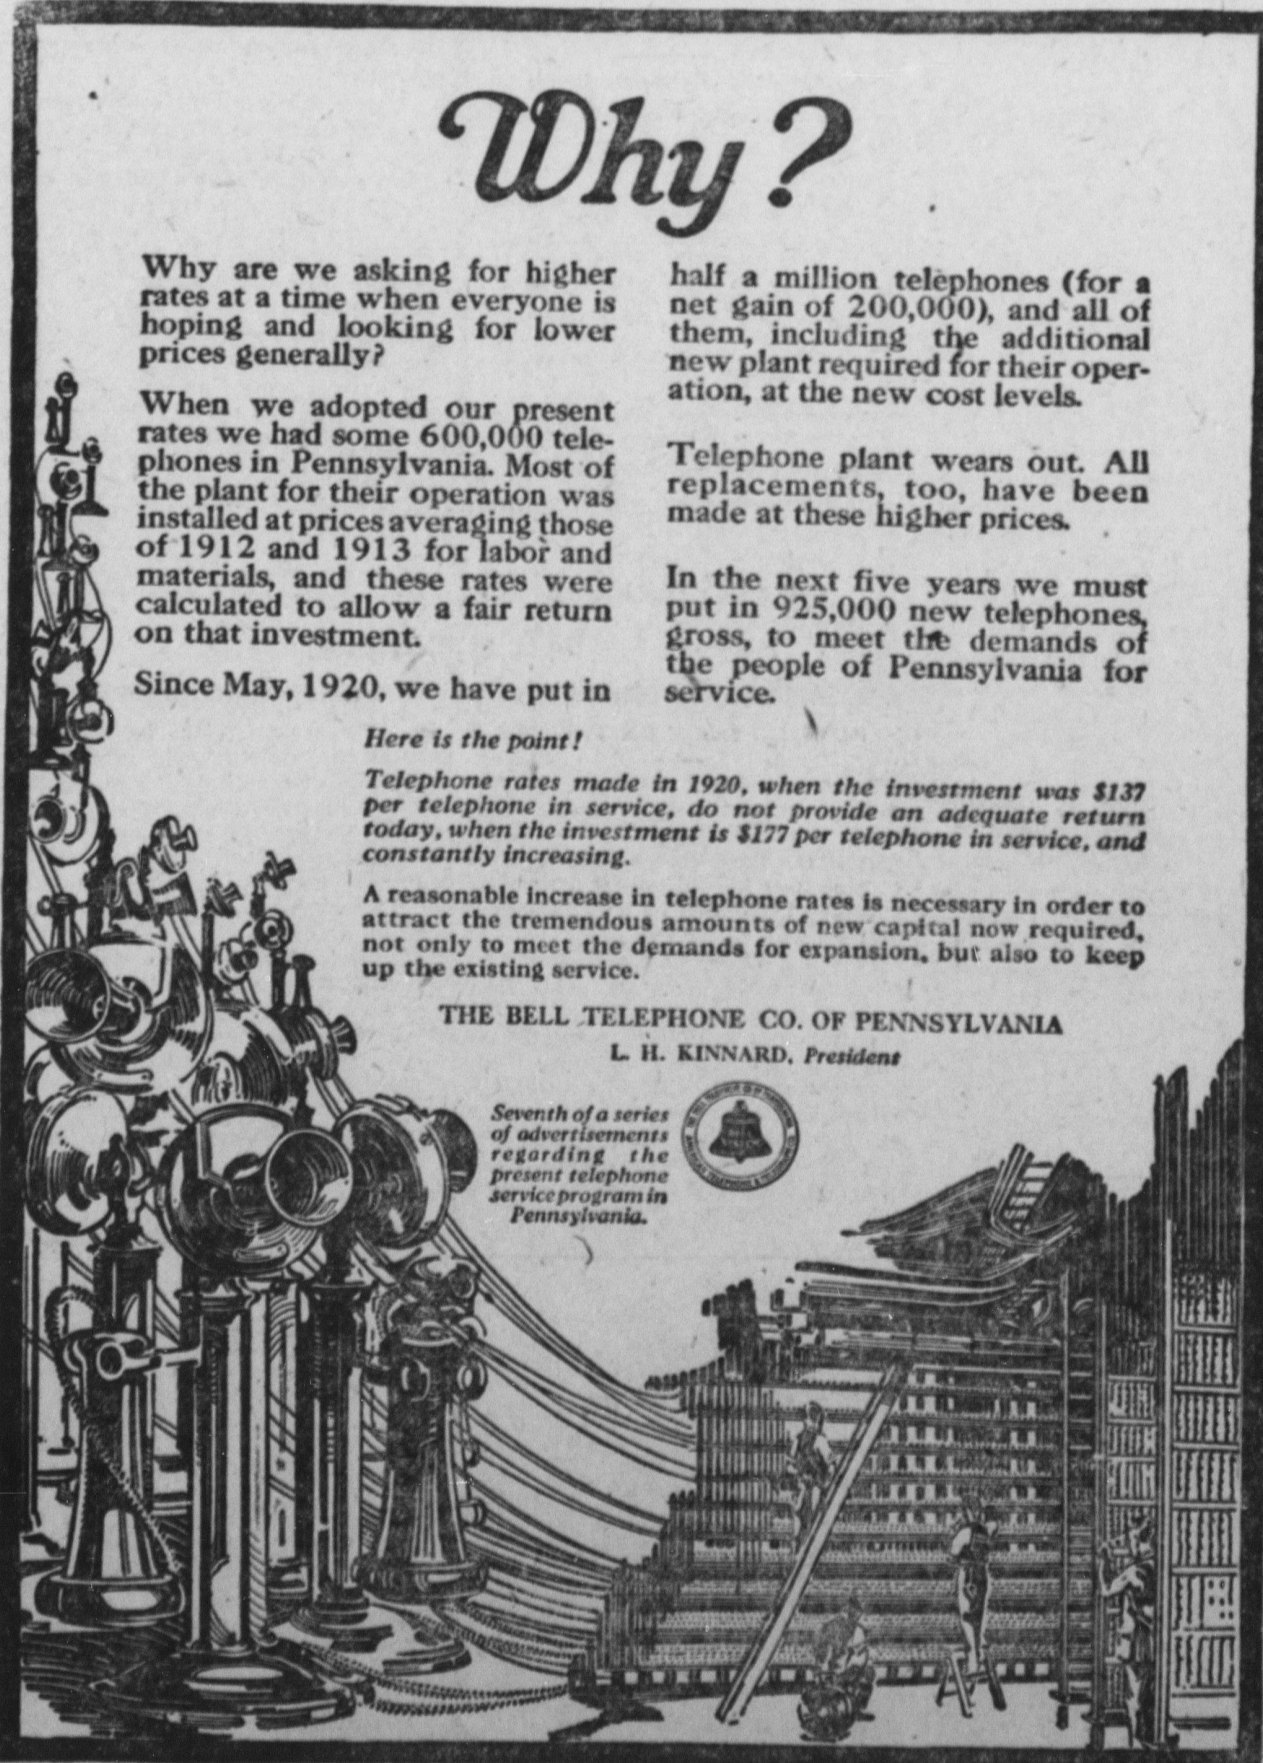 Why?
Why are we asking for higher
rates at a time when everyone is
hoping and looking for lower
prices generally?
When we adopted our present
rates we had some 600,000 tele-
phones in Pennsylvania. Most of
the plant for their operation was
installed at prices averaging those
of 1912 and 1913 for labor and
materials, and these rates were
calculated to allow a fair return
on that investment.
Since May, 1920, we have put in
half a million telephones (for a
net gain of 200,000), and all of
them, including the additional
new plant required for their oper-
ation, at the new cost levels.
Telephone plant wears out. All
replacements, too, have been
made at these higher prices.
In the next five years we must
put in 925,000 new telephones,
gross, to meet the demands of
the people of Pennsylvania for
service.
Here is the point!
Telephone rates made in 1920, when the investment was $137
per telephone in service, do not provide an adequate return
today, when the investment is $177 per telephone in service, and
constantly increasing.
A reasonable increase in telephone rates is necessary in order to
attract the tremendous amounts of new capital now required,
not only to meet the demands for expansion, but also to keep
up the existing service.
THE BELL TELEPHONE CO. OF PENNSYLVANIA
L. H. KINNARD, President
Seventh of a series
of advertisements
regarding the
present telephone
service program in
Pennsylvania.
BELL
SYSTEM